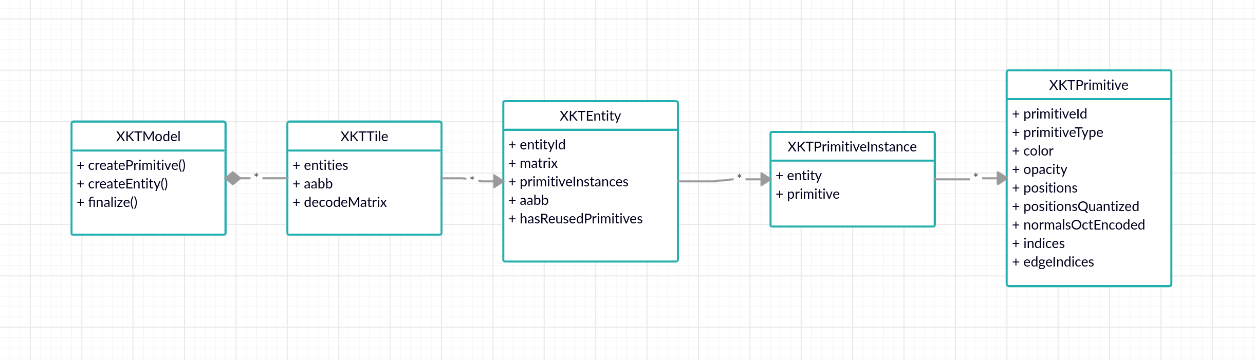 XKTModel
+ createPrimitive()
+ createEntity()
+ finalize()
*
XKTTile
+ entities
+ aabb
+ decodeMatrix
*
XKTEntity
+ entityId
+ matrix
+ primitiveInstances
+ aabb
+ hasReusedPrimitives
*
XKTPrimitiveInstance
+ entity
+ primitive
*
XKTPrimitive
+ primitiveId
+ primitiveType
+ color
+ opacity
+ positions
+ positionsQuantized
+ normalsOctEncoded
+ indices
+ edgeIndices